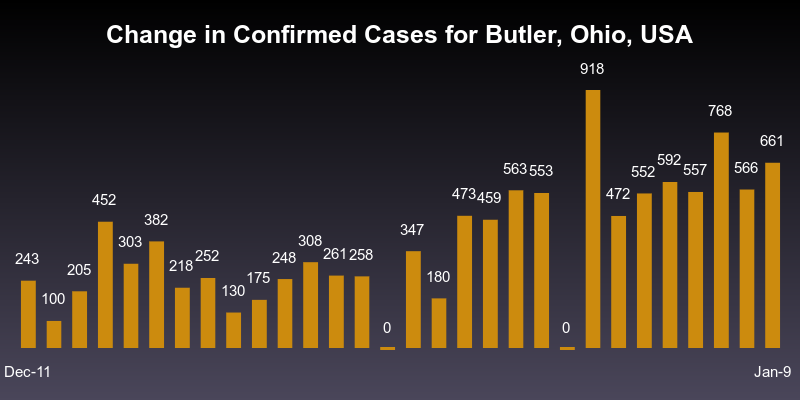 Change in Confirmed Cases for Butler, Ohio, USA
243 100 205 452 303 382 218 252 130 175 248 308 261 258 0 347 180 473 459 563 553 0 918 472 552 592 557 768 566 661
Dec-11 Jan-9